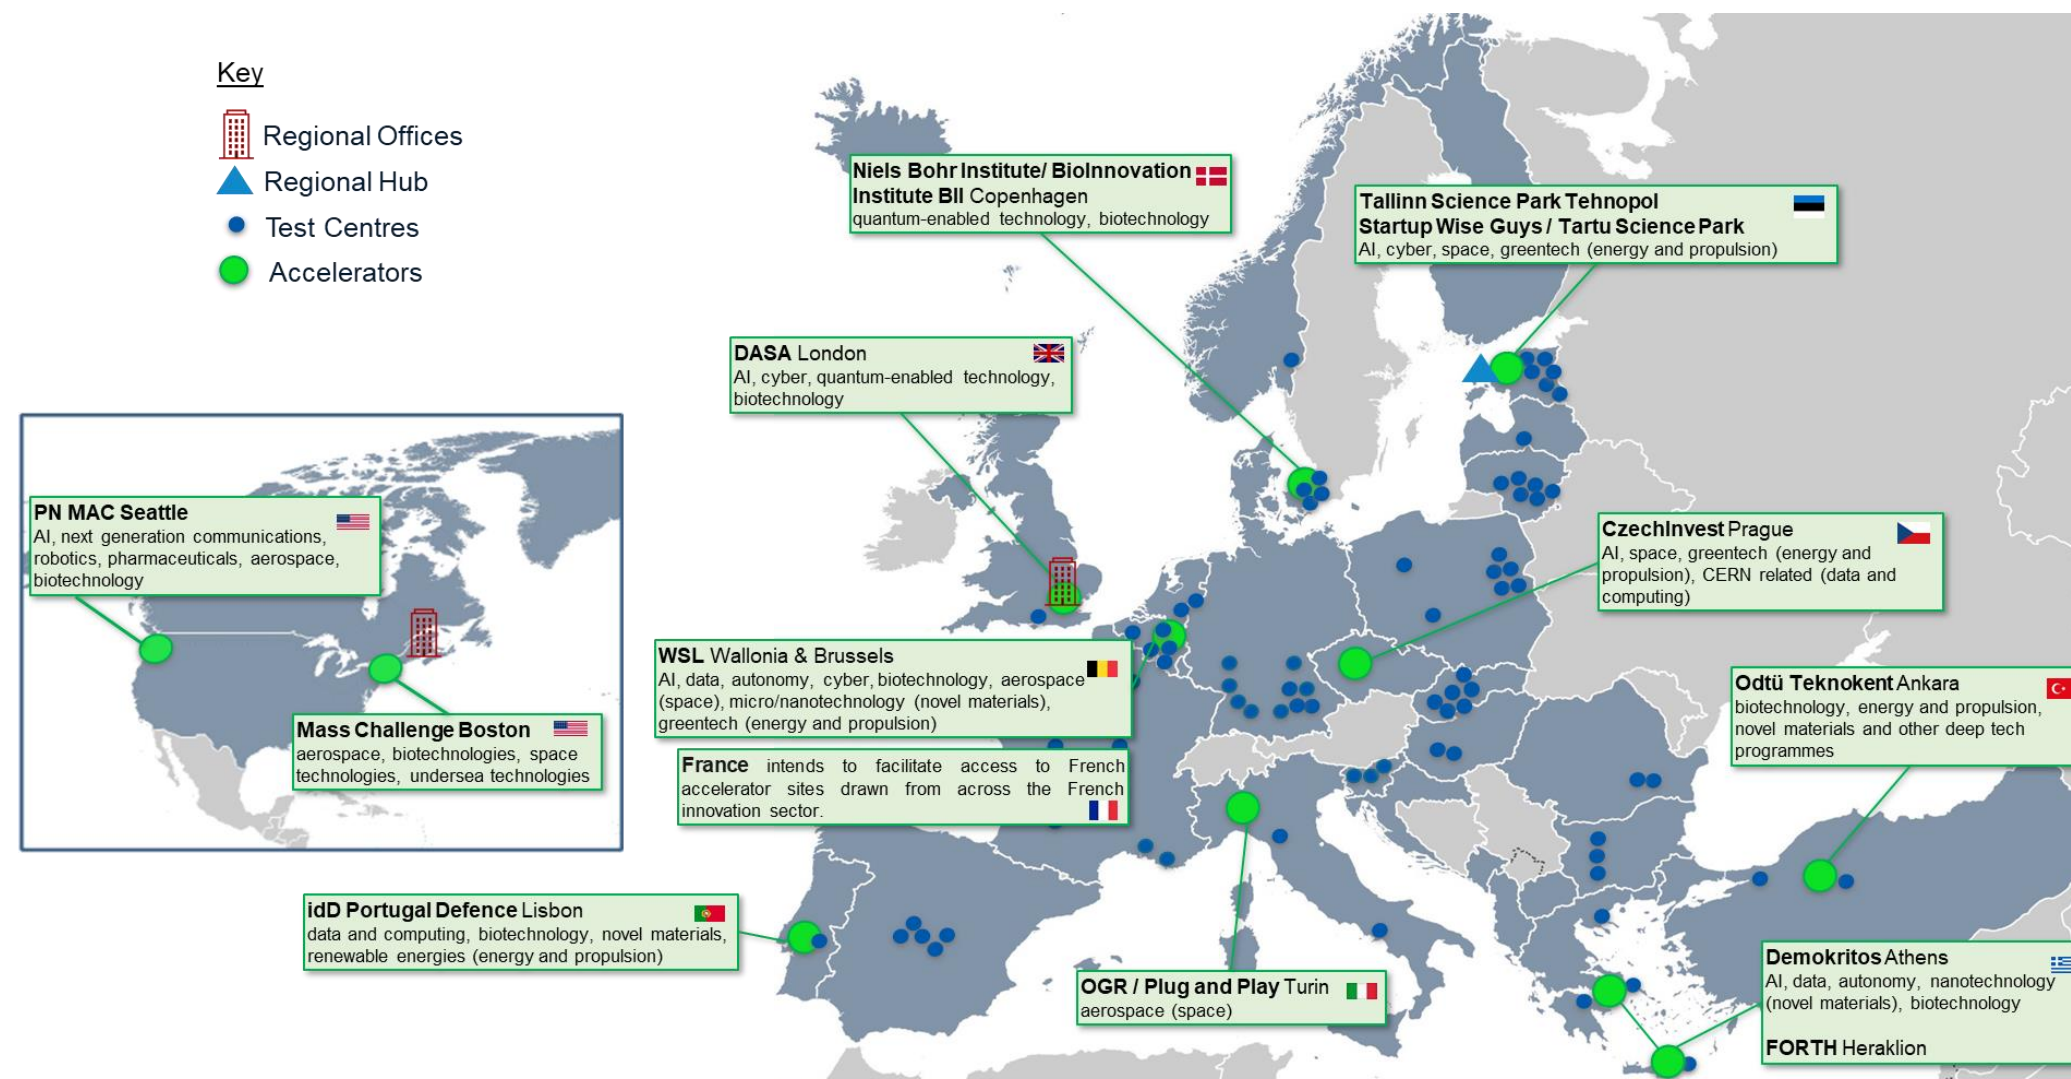 Key
Regional Offices
Regional Hub
Test Centres
Accelerators
Niels Bohr Institute/ BioInnovation
Institute BII Copenhagen
quantum-enabled technology, biotechnology
Tallinn Science Park Tehnopol
Startup Wise Guys / Tartu Science Park
AI, cyber, space, greentech (energy and propulsion)
DASA London
AI, cyber, quantum-enabled technology,
biotechnology
PN MAC Seattle
AI, next generation communications,
robotics, pharmaceuticals, aerospace,
biotechnology
CzechInvest Prague
AI, space, greentech (energy and
propulsion), CERN related (data and
computing)
WSL Wallonia & Brussels
AI, data, autonomy, cyber, biotechnology, aerospace
(space), micro/nanotechnology (novel materials),
greentech (energy and propulsion)
Odtü Teknokent Ankara
biotechnology, energy and propulsion,
novel materials and other deep tech
programmes
Mass Challenge Boston
aerospace, biotechnologies, space
technologies, undersea technologies
France intends to facilitate access to French
accelerator sites drawn from across the French
innovation sector.
idD Portugal Defence Lisbon
data and computing, biotechnology, novel materials,
renewable energies (energy and propulsion)
OGR / Plug and Play Turin
aerospace (space)
Demokritos Athens
AI, data, autonomy, nanotechnology
(novel materials), biotechnology
FORTH Heraklion